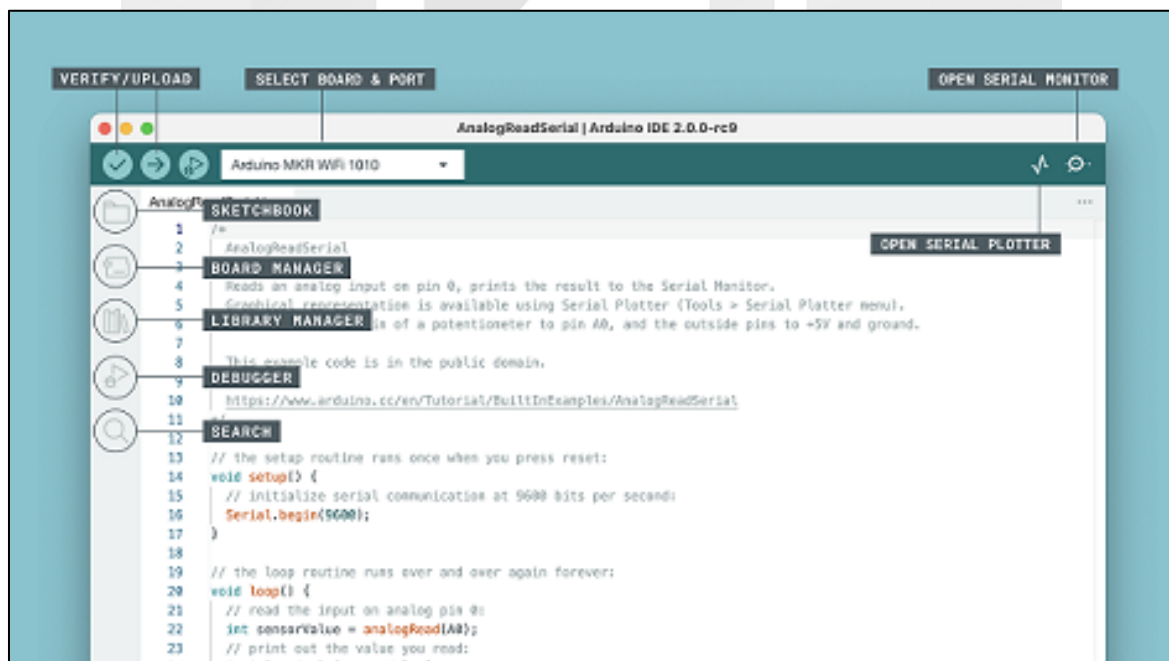 VERIFY/UPLOAD
SELECT BOARD & PORT
OPEN SERIAL MONITOR
AnalogReadSerial | Arduino IDE 2.0.0-rc9
Arduino MKR WiFi 1010
SKETCHBOOK
1 /*
OPEN SERIAL PLOTTER
2 AnalogReadSerial
3
BOARD MANAGER
4 Reads an analog input on pin 0, prints the result to the Serial Monitor.
5 Graphical representation is available using Serial Plotter (Tools > Serial Plotter menu).
LIBRARY MANAGER
6 of a potentiometer to pin A0, and the outside pins to +5V and ground.
7
8 This example code is in the public domain.
9
DEBUGGER
10 https://www.arduino.cc/en/Tutorial/BuiltInExamples/AnalogReadSerial
11 */
12
SEARCH
13 // the setup routine runs once when you press reset:
14 void setup() {
15 // initialize serial communication at 9600 bits per second:
16 Serial.begin(9600);
17 }
18
19 // the loop routine runs over and over again forever:
20 void loop() {
21 // read the input on analog pin 0:
22 int sensorValue = analogRead(A0);
23 // print out the value you read: